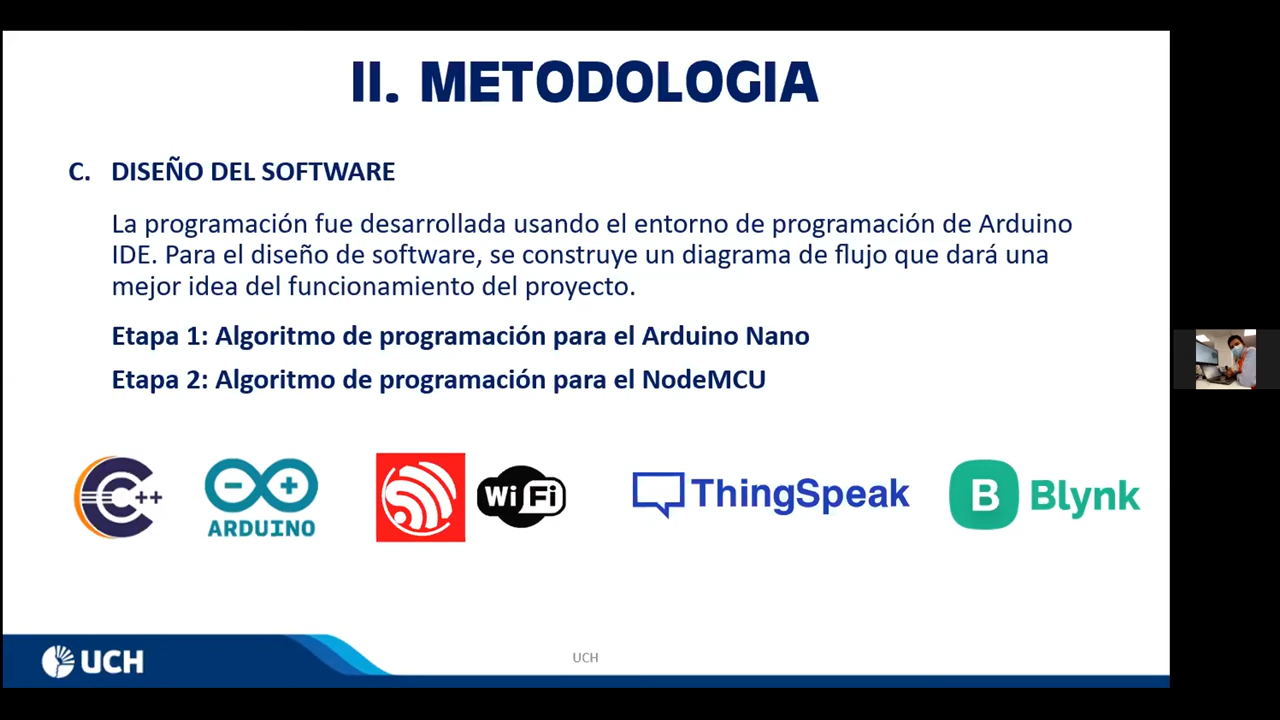 II. METODOLOGIA
C. DISEÑO DEL SOFTWARE
La programación fue desarrollada usando el entorno de programación de Arduino
IDE. Para el diseño de software, se construye un diagrama de flujo que dará una
mejor idea del funcionamiento del proyecto.
Etapa 1: Algoritmo de programación para el Arduino Nano
Etapa 2: Algoritmo de programación para el NodeMCU
C++
ARDUINO
WiFi
ThingSpeak
B Blynk
UCH
UCH